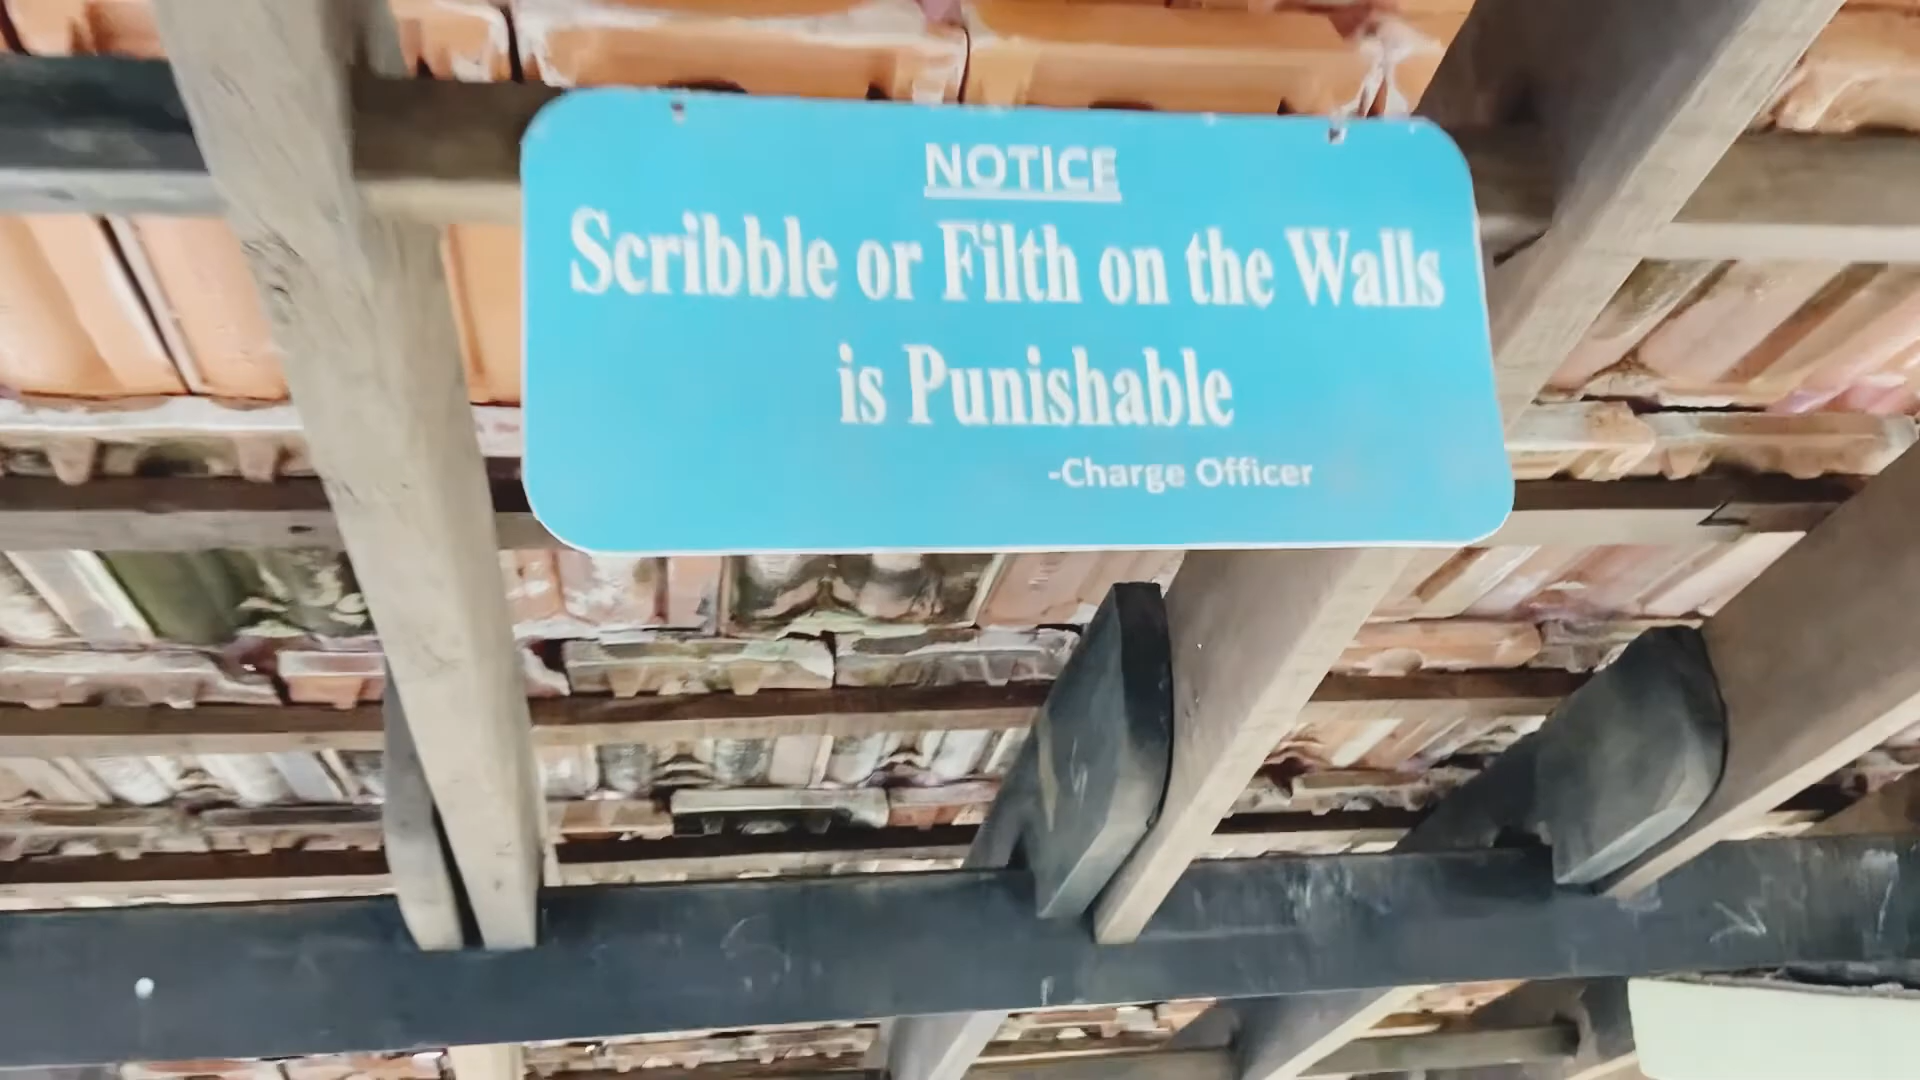 NOTICE
Scribble or Filth on the Walls
is Punishable
-Charge Officer